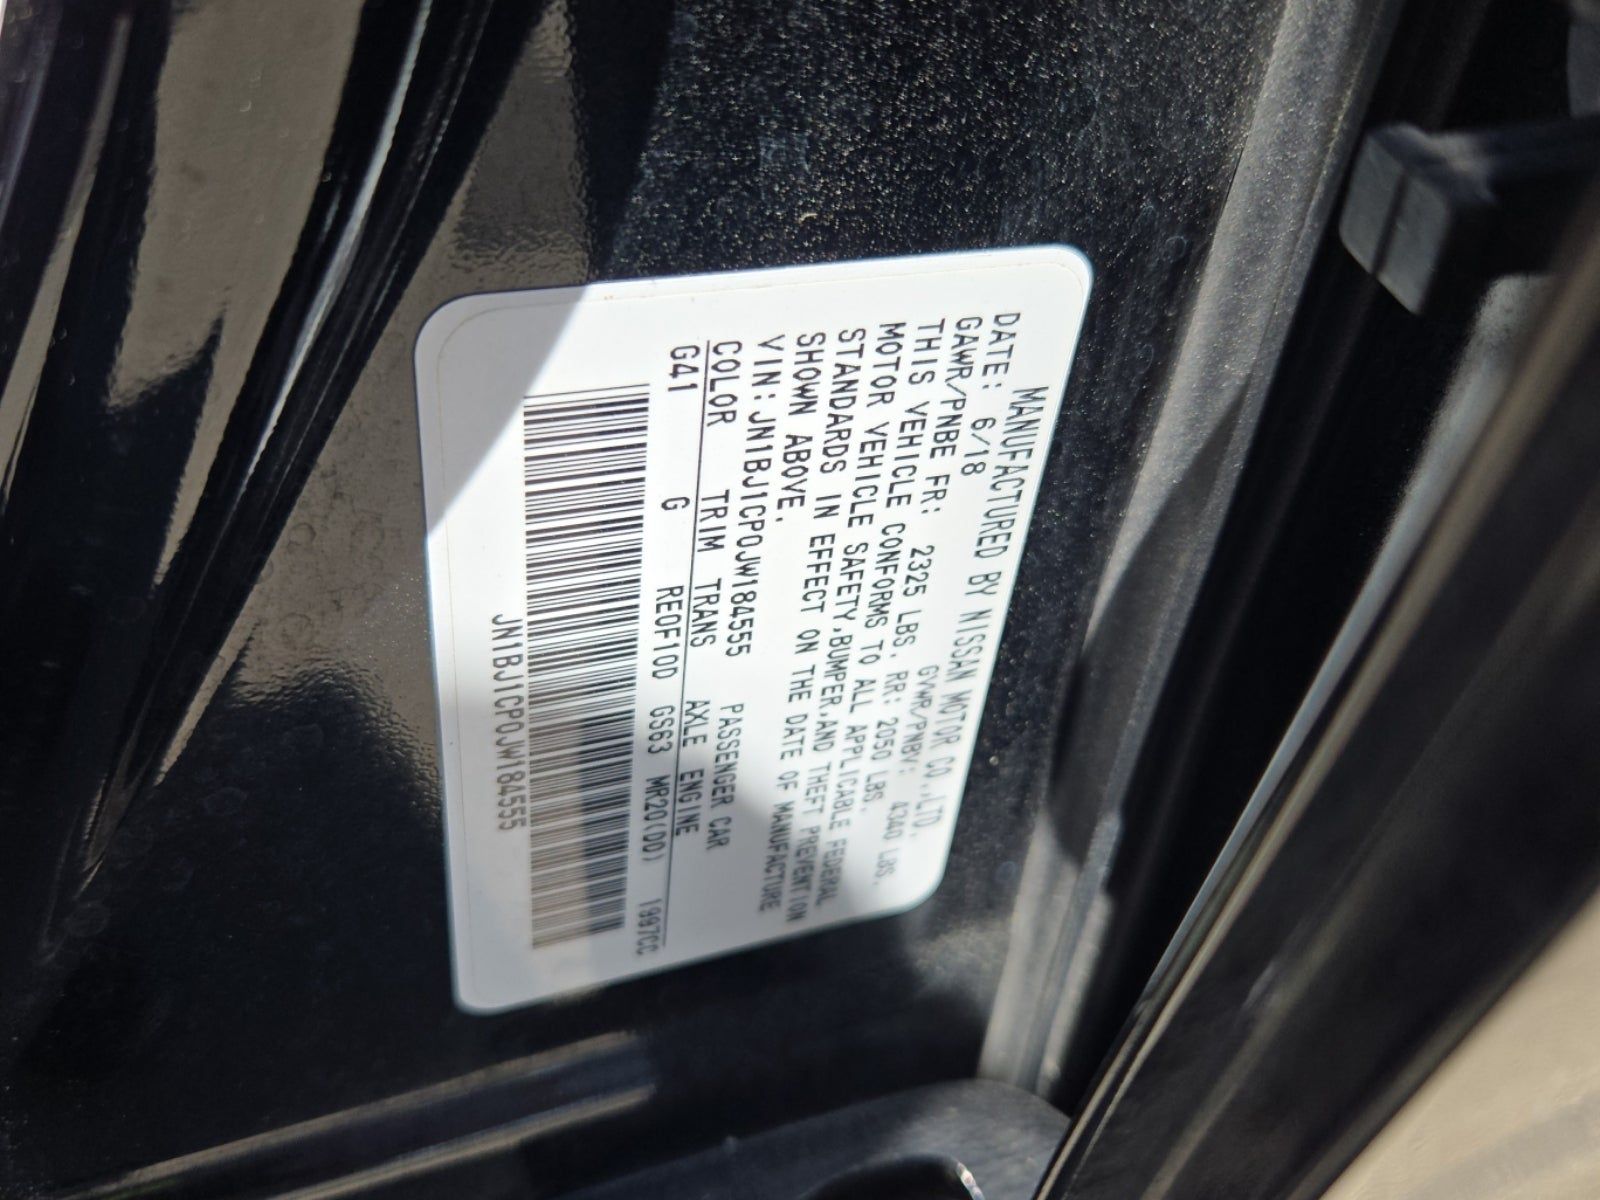 MANUFACTURED BY NISSAN MOTOR CO.,LTD.
DATE: 6/18 GVWR/PNBV: 4340 LBS.
GAWR/PNBE FR: 2325 LBS. RR: 2050 LBS.
THIS VEHICLE CONFORMS TO ALL APPLICABLE FEDERAL
MOTOR VEHICLE SAFETY,BUMPER,AND THEFT PREVENTION
STANDARDS IN EFFECT ON THE DATE OF MANUFACTURE
SHOWN ABOVE.
VIN: JN1BJ1CP0JW184555 PASSENGER CAR
COLOR TRIM TRANS AXLE ENGINE
G41 G RE0F10D GS63 MR20(DD) 1997CC
JN1BJ1CP0JW184555